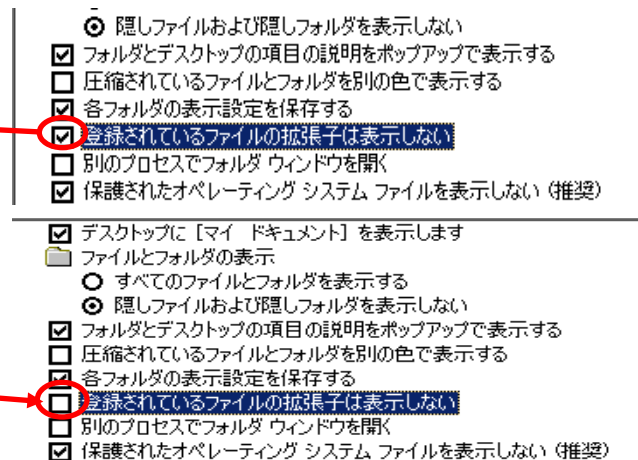 隠しファイルおよび隠しフォルダを表示しない
フォルダとデスクトップの項目の説明をポップアップで表示する
圧縮されているファイルとフォルダを別の色で表示する
各フォルダの表示設定を保存する
登録されているファイルの拡張子は表示しない
別のプロセスでフォルダ ウィンドウを開く
保護されたオペレーティング システム ファイルを表示しない (推奨)
デスクトップに [マイ ドキュメント] を表示します
ファイルとフォルダの表示
すべてのファイルとフォルダを表示する
隠しファイルおよび隠しフォルダを表示しない
フォルダとデスクトップの項目の説明をポップアップで表示する
圧縮されているファイルとフォルダを別の色で表示する
各フォルダの表示設定を保存する
登録されているファイルの拡張子は表示しない
別のプロセスでフォルダ ウィンドウを開く
保護されたオペレーティング システム ファイルを表示しない (推奨)